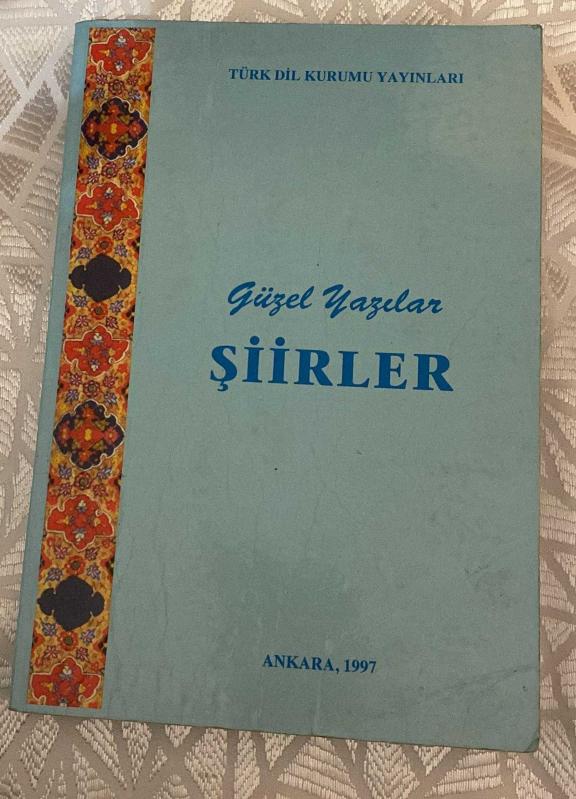 TÜRK DİL KURUMU YAYINLARI
Güzel Yazılar
ŞİİRLER
ANKARA, 1997